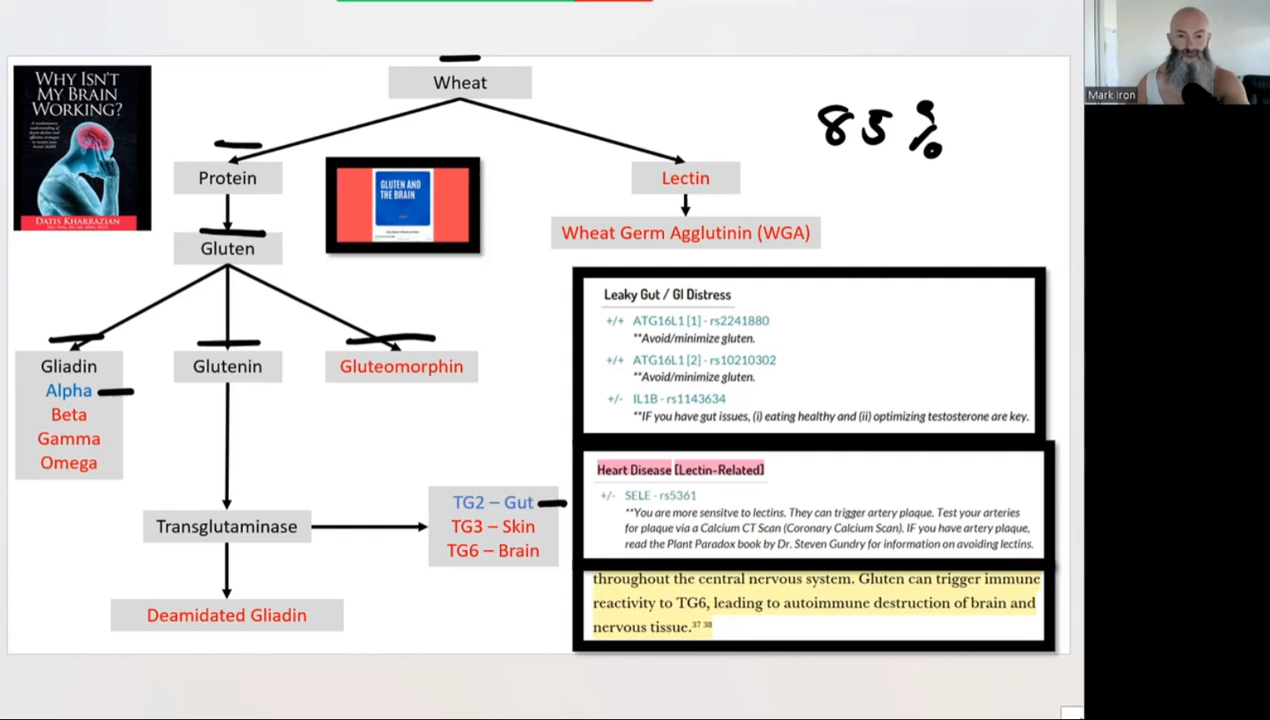 WHY ISN'T
MY BRAIN
WORKING?
DATIS KHARRAZIAN
Wheat
85%
Mark Iron
Protein
GLUTEN AND
THE BRAIN
Lectin
Gluten
Wheat Germ Agglutinin (WGA)
Gliadin
Alpha
Beta
Gamma
Omega
Glutenin
Gluteomorphin
Transglutaminase
TG2 – Gut
TG3 – Skin
TG6 – Brain
Deamidated Gliadin
Leaky Gut / GI Distress
+/+ ATG16L1 [1] - rs2241880
**Avoid/minimize gluten.
+/+ ATG16L1 [2] - rs10210302
**Avoid/minimize gluten.
+/- IL1B - rs1143634
**IF you have gut issues, (i) eating healthy and (ii) optimizing testosterone are key.
Heart Disease [Lectin-Related]
+/- SELE - rs5361
**You are more sensitve to lectins. They can trigger artery plaque. Test your arteries
for plaque via a Calcium CT Scan (Coronary Calcium Scan). IF you have artery plaque,
read the Plant Paradox book by Dr. Steven Gundry for information on avoiding lectins.
throughout the central nervous system. Gluten can trigger immune
reactivity to TG6, leading to autoimmune destruction of brain and
nervous tissue.³⁷ ³⁸